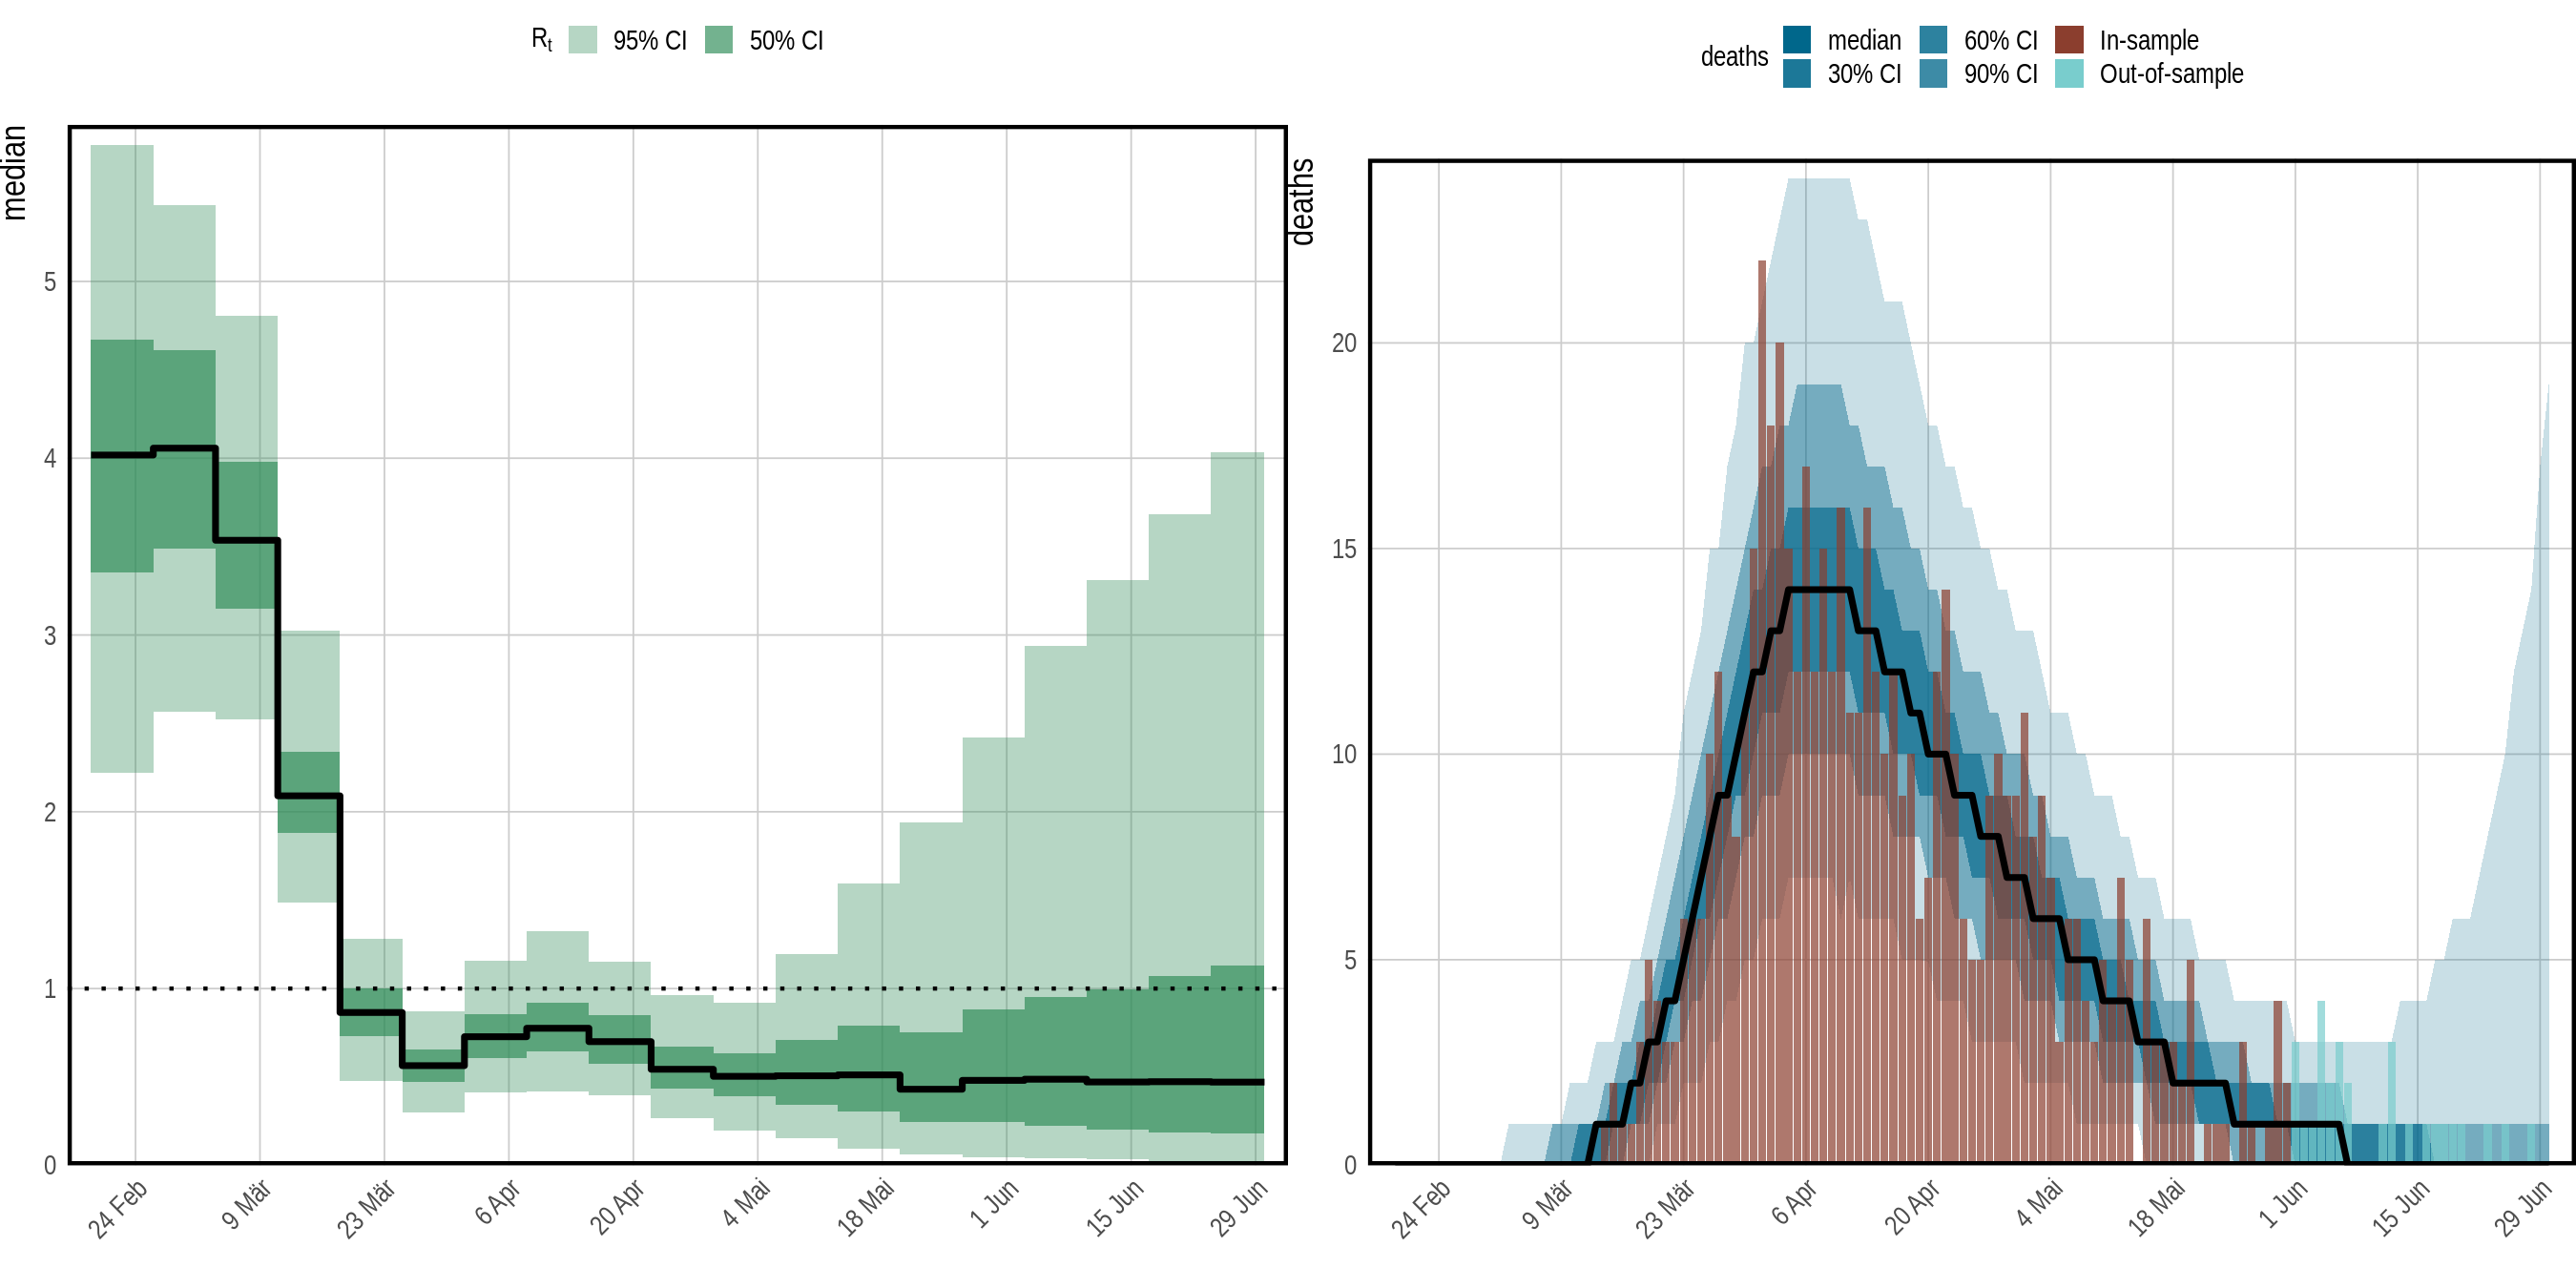 Rt 95% CI 50% CI
median
5
4
3
2
1
0
24 Feb 9 Mär 23 Mär 6 Apr 20 Apr 4 Mai 18 Mai 1 Jun 15 Jun 29 Jun
deaths median 60% CI In-sample
30% CI 90% CI Out-of-sample
deaths
20
15
10
5
0
24 Feb 9 Mär 23 Mär 6 Apr 20 Apr 4 Mai 18 Mai 1 Jun 15 Jun 29 Jun